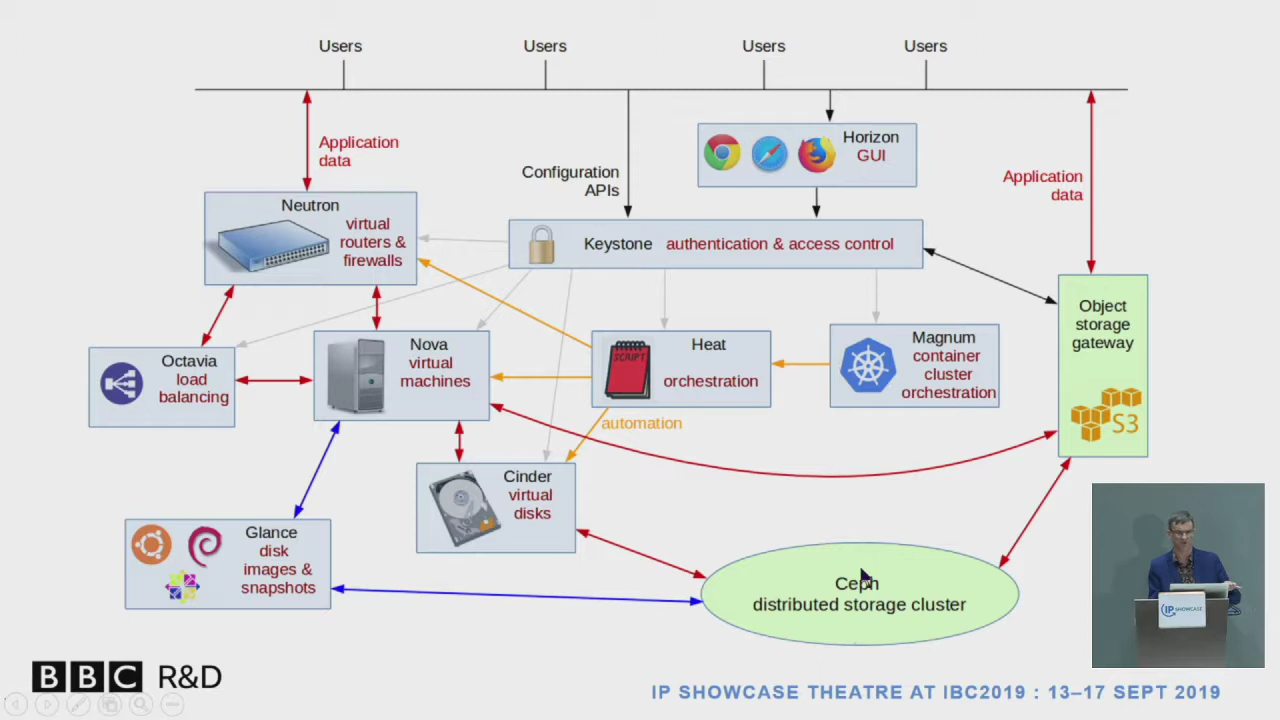 Users
Users
Users
Users
Application
data
Configuration
APIs
Horizon
GUI
Application
data
Neutron
virtual
routers &
firewalls
Keystone authentication & access control
Octavia
load
balancing
Nova
virtual
machines
SCRIPT
Heat
orchestration
Magnum
container
cluster
orchestration
Object
storage
gateway
S3
automation
Cinder
virtual
disks
Glance
disk
images &
snapshots
Ceph
distributed storage cluster
IP SHOWCASE
BBC R&D
IP SHOWCASE THEATRE AT IBC2019 : 13–17 SEPT 2019